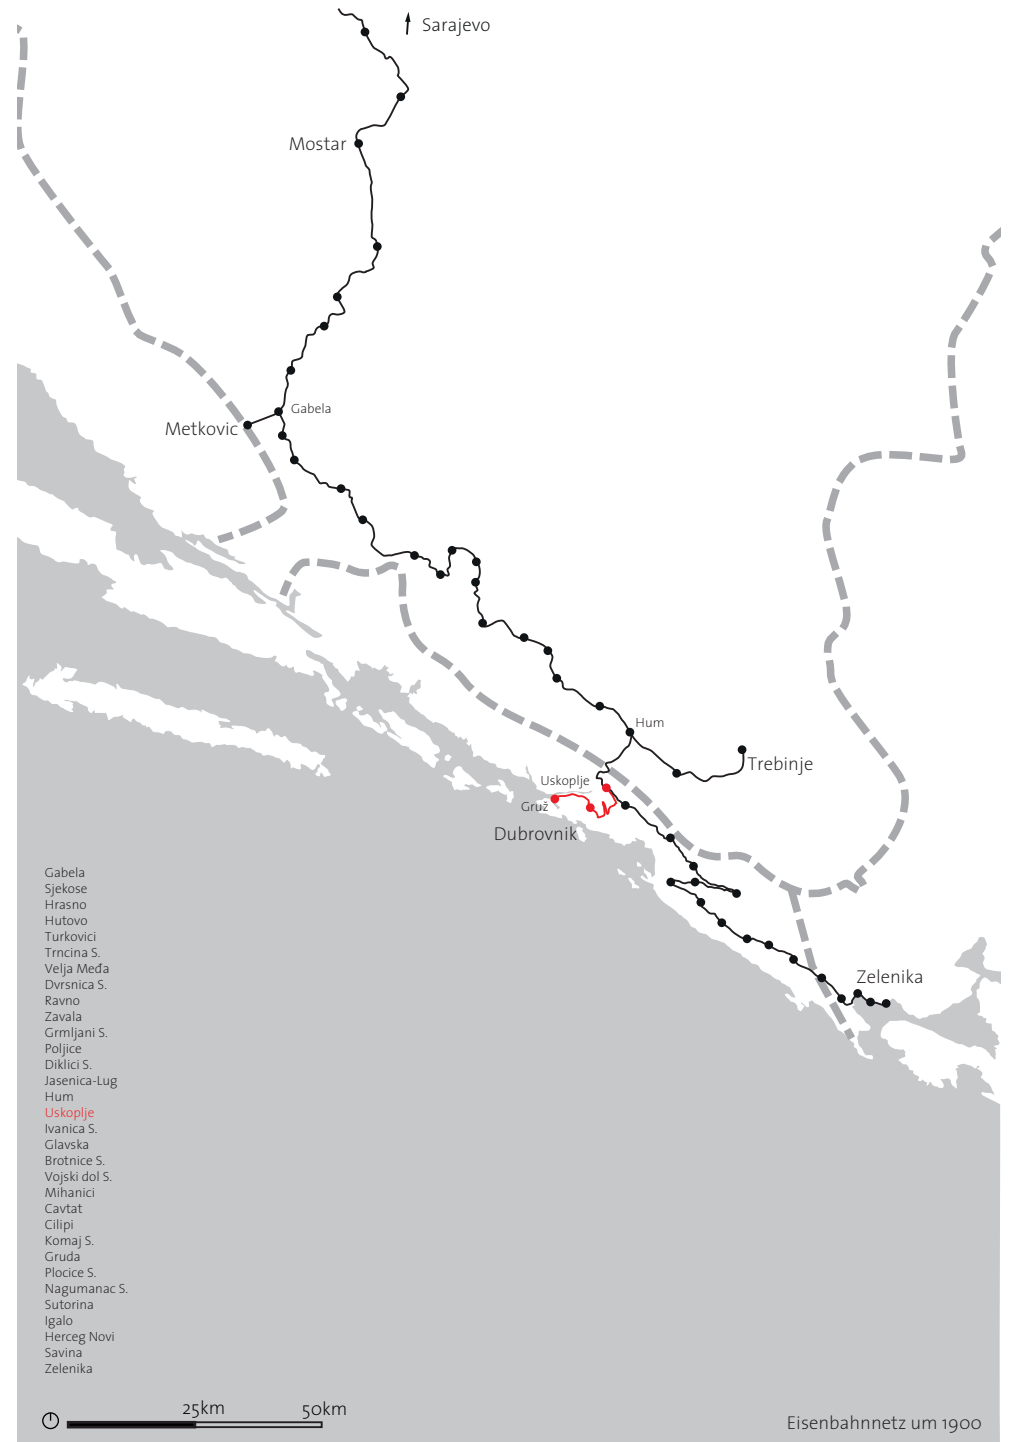 Sarajevo
Mostar
Gabela
Metkovic
Hum
Trebinje
Uskoplje
Gruž
Dubrovnik
Gabela
Sjekose
Hrasno
Hutovo
Turkovici
Trncina S.
Velja Međa
Dvrsnica S.
Ravno
Zavala
Grmljani S.
Poljice
Diklici S.
Jasenica-Lug
Hum
Uskoplje
Ivanica S.
Glavska
Brotnice S.
Vojski dol S.
Mihanici
Cavtat
Cilipi
Komaj S.
Gruda
Plocice S.
Nagumanac S.
Sutorina
Igalo
Herceg Novi
Savina
Zelenika
Zelenika
25km
50km
Eisenbahnnetz um 1900